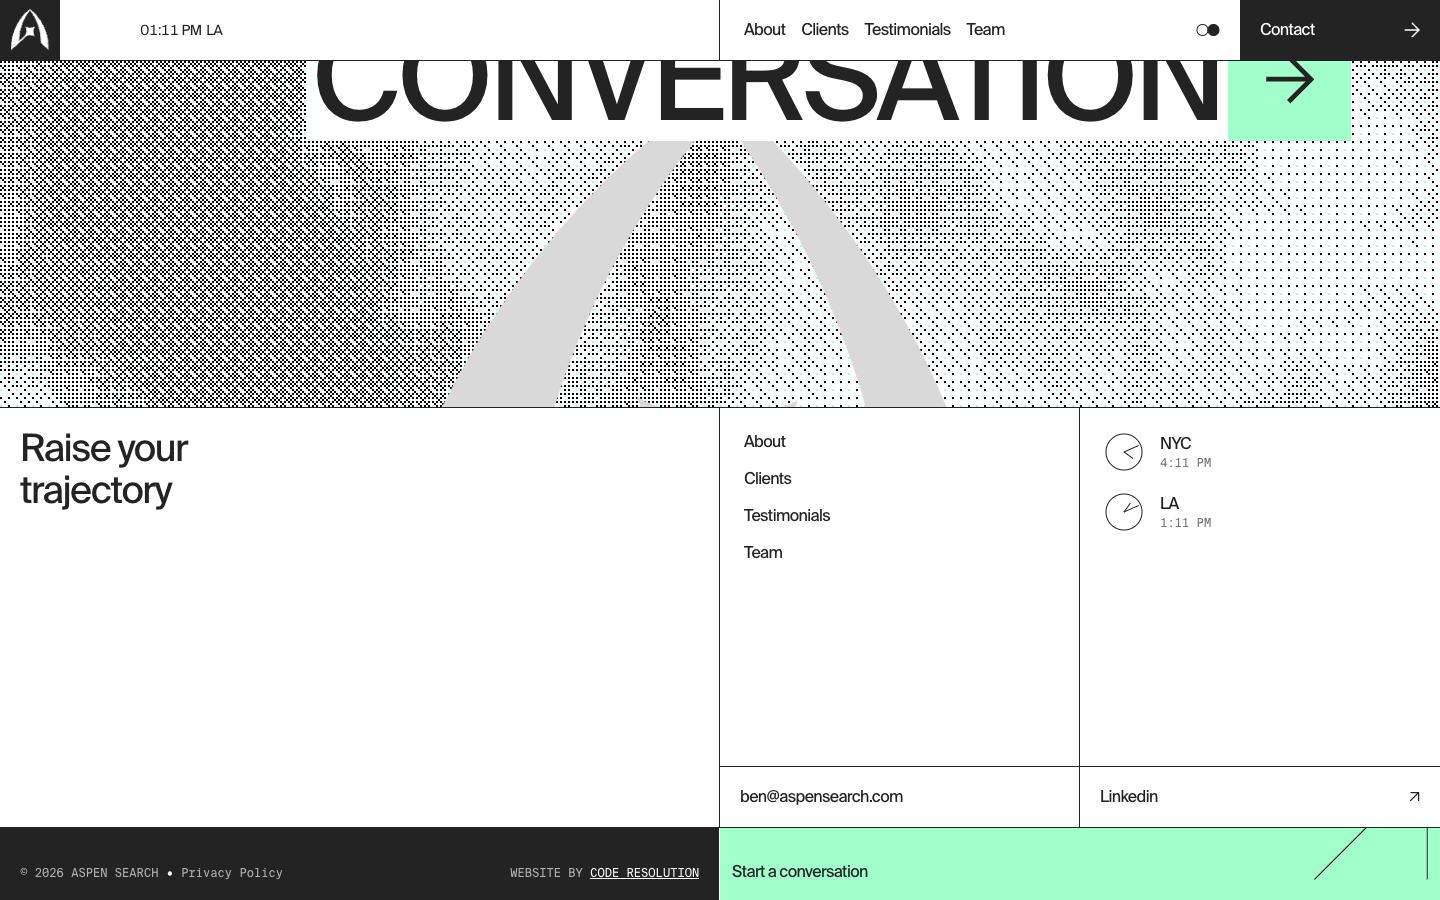 01:11 PM LA
About Clients Testimonials Team
Contact
CONVERSATION
Raise your
trajectory
About
Clients
Testimonials
Team
NYC
4:11 PM
LA
1:11 PM
ben@aspensearch.com
Linkedin
© 2026 ASPEN SEARCH • Privacy Policy
WEBSITE BY CODE RESOLUTION
Start a conversation